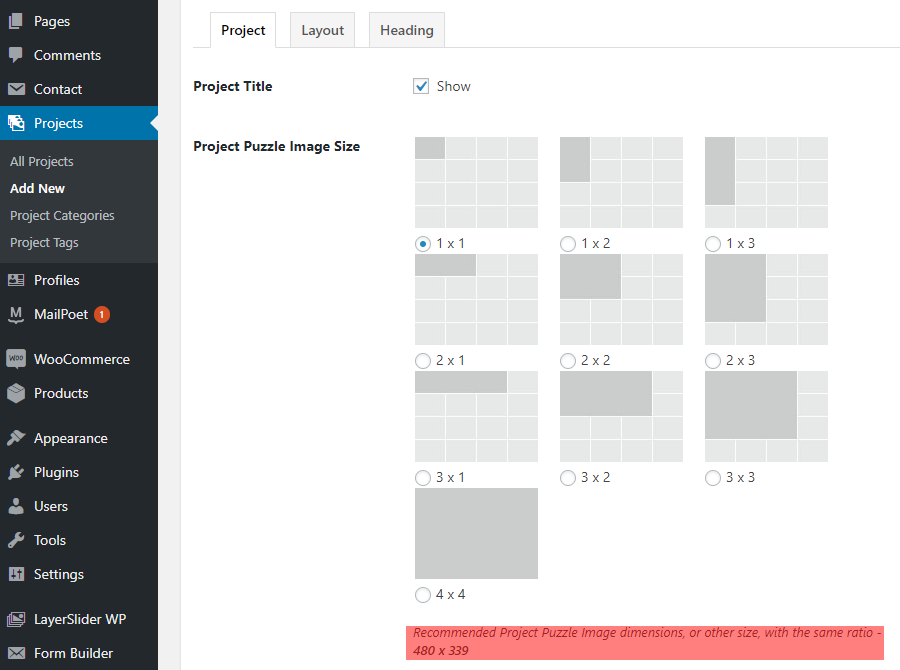 Pages
Comments
Contact
Projects
All Projects
Add New
Project Categories
Project Tags
Profiles
MailPoet 1
WooCommerce
Products
Appearance
Plugins
Users
Tools
Settings
LayerSlider WP
Form Builder
Project Layout Heading
Project Title Show
Project Puzzle Image Size
1 x 1 1 x 2 1 x 3
2 x 1 2 x 2 2 x 3
3 x 1 3 x 2 3 x 3
4 x 4
Recommended Project Puzzle Image dimensions, or other size, with the same ratio -
480 x 339